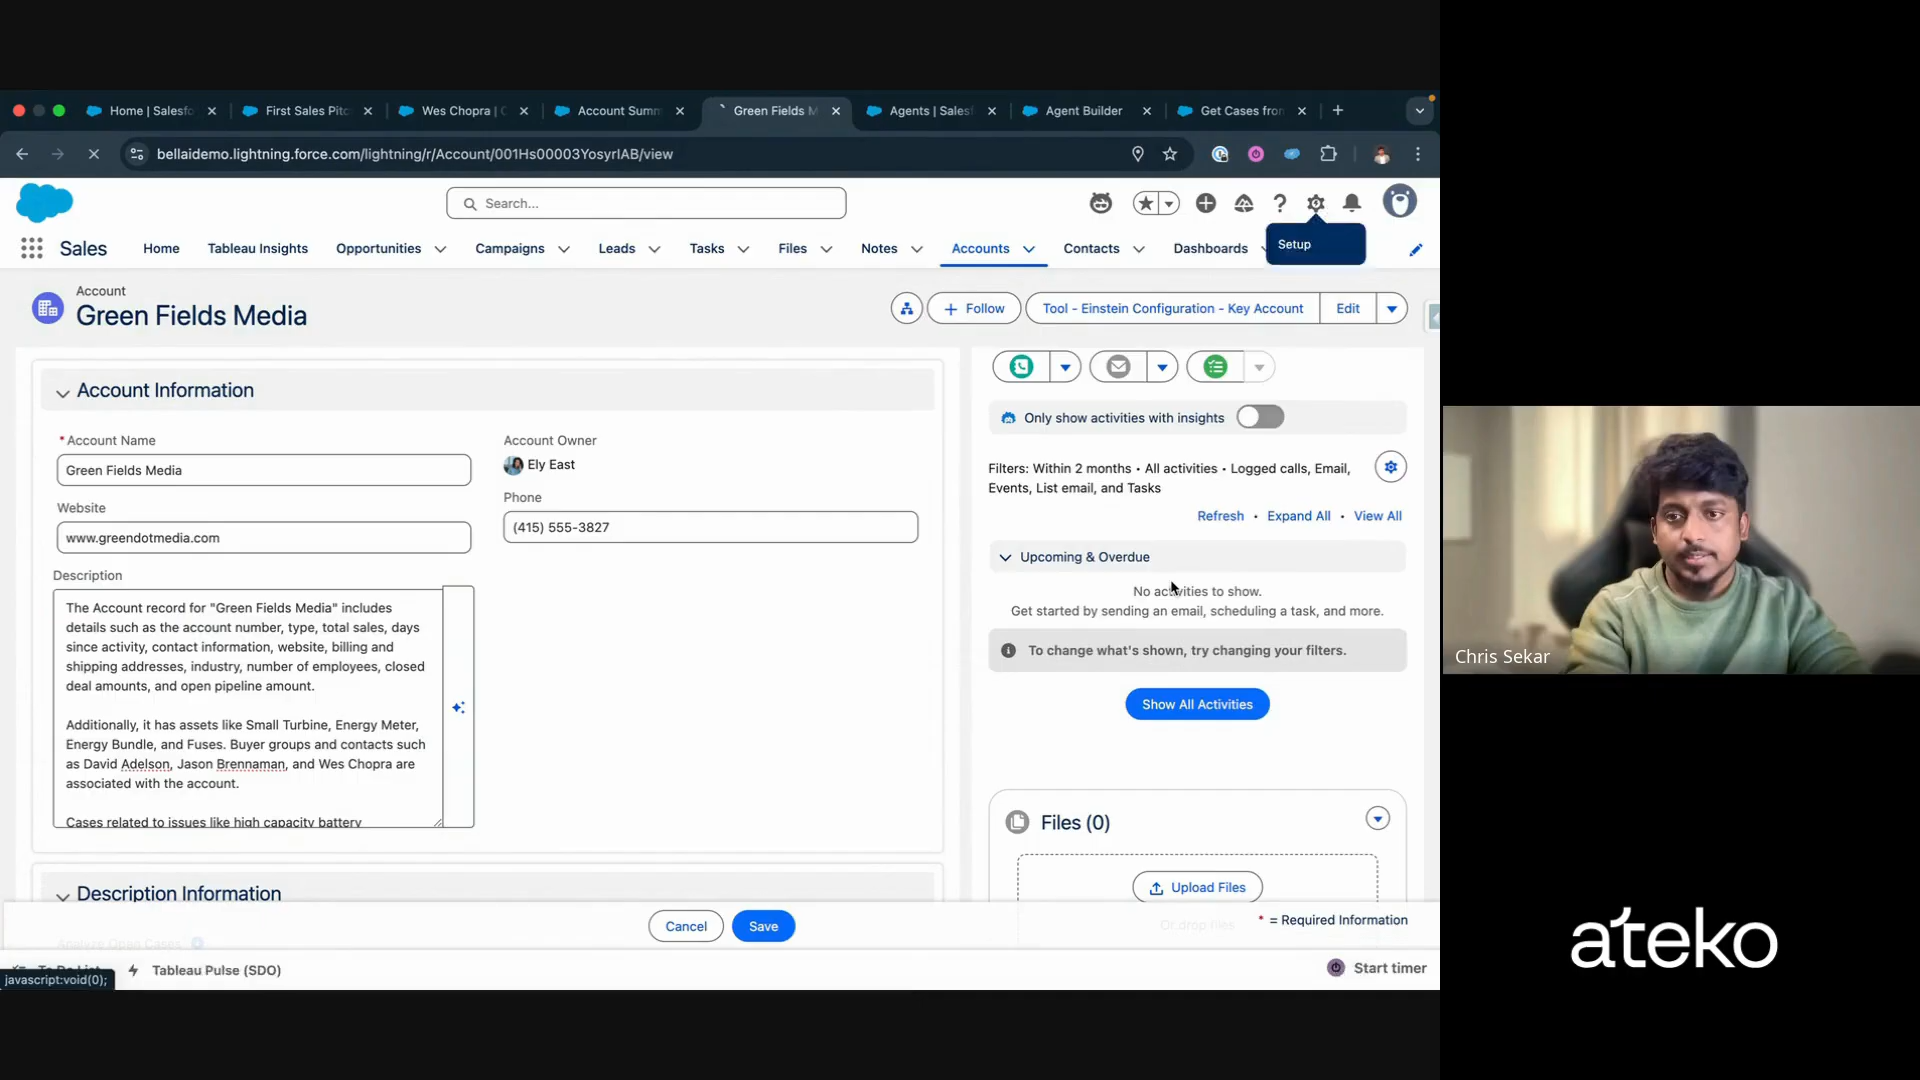 Home | Salesfo
First Sales Pitc
Wes Chopra | C
Account Summ
Green Fields M
Agents | Salesf
Agent Builder
Get Cases from
bellaidemo.lightning.force.com/lightning/r/Account/001Hs00003YosyrIAB/view
Search...
Setup
Sales
Home
Tableau Insights
Opportunities
Campaigns
Leads
Tasks
Files
Notes
Accounts
Contacts
Dashboards
Account
Green Fields Media
Follow
Tool - Einstein Configuration - Key Account
Edit
Account Information
*Account Name
Green Fields Media
Account Owner
Ely East
Website
www.greendotmedia.com
Phone
(415) 555-3827
Description
The Account record for "Green Fields Media" includes
details such as the account number, type, total sales, days
since activity, contact information, website, billing and
shipping addresses, industry, number of employees, closed
deal amounts, and open pipeline amount.
Additionally, it has assets like Small Turbine, Energy Meter,
Energy Bundle, and Fuses. Buyer groups and contacts such
as David Adelson, Jason Brennaman, and Wes Chopra are
associated with the account.
Cases related to issues like high capacity battery
Description Information
Analyze Open Cases
Only show activities with insights
Filters: Within 2 months • All activities • Logged calls, Email,
Events, List email, and Tasks
Refresh • Expand All • View All
Upcoming & Overdue
No activities to show.
Get started by sending an email, scheduling a task, and more.
To change what's shown, try changing your filters.
Show All Activities
Files (0)
Upload Files
Or drop files
Cancel
Save
* = Required Information
To Do List
Tableau Pulse (SDO)
Start timer
javascript:void(0);
Chris Sekar
ateko